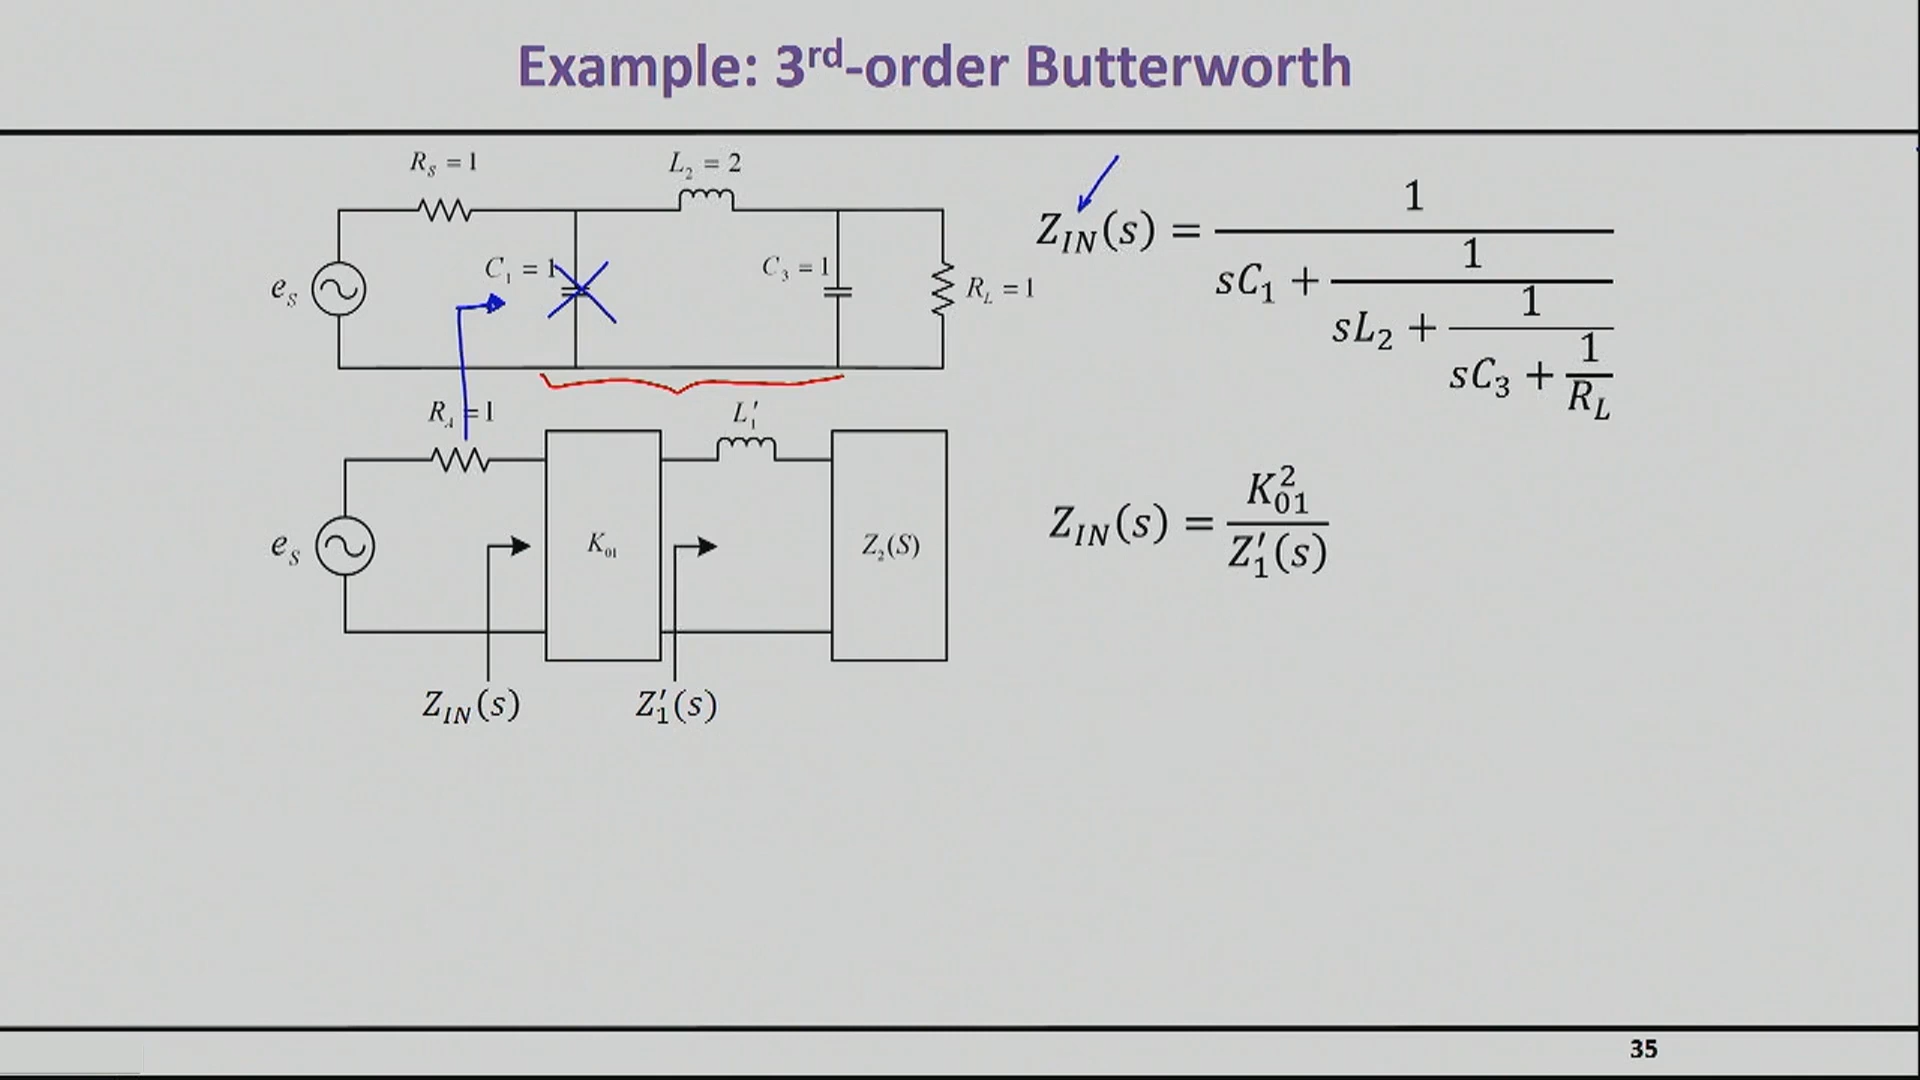 Example: 3rd-order Butterworth
R_S = 1
L_2 = 2
C_1 = 1
C_3 = 1
e_S
R_L = 1
Z_IN(s) = 1 / (sC_1 + 1 / (sL_2 + 1 / (sC_3 + 1 / R_L)))
R_A = 1
L'_1
e_S
K_01
Z_2(S)
Z_IN(s) = K_01^2 / Z'_1(s)
Z_IN(s)
Z'_1(s)
35